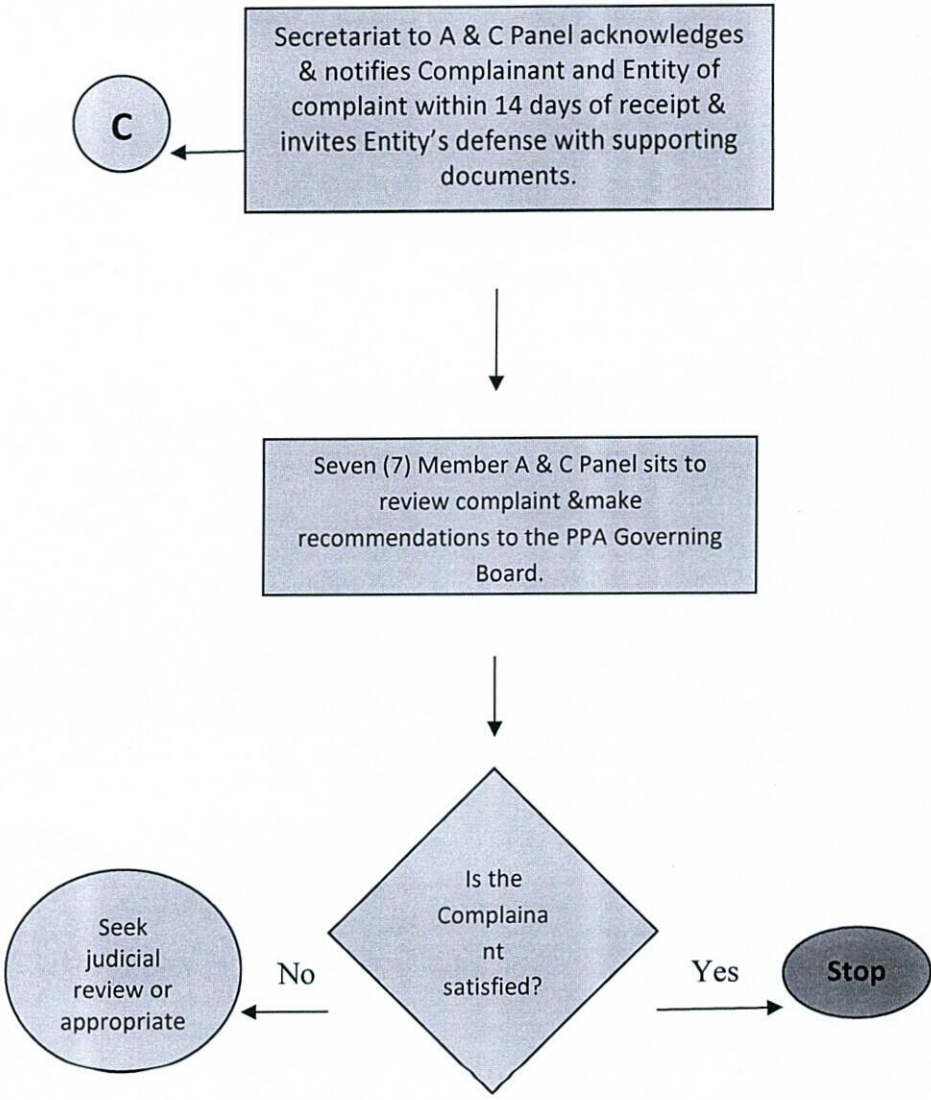 Secretariat to A & C Panel acknowledges
& notifies Complainant and Entity of
complaint within 14 days of receipt &
invites Entity's defense with supporting
documents.
C
Seven (7) Member A & C Panel sits to
review complaint &make
recommendations to the PPA Governing
Board.
Is the
Complaina
nt
satisfied?
Seek
judicial
review or
appropriate
No
Yes
Stop